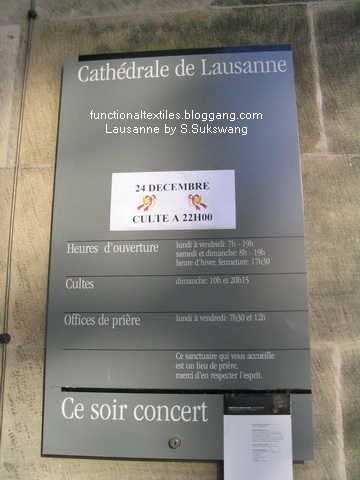 Cathédrale de Lausanne
functionaltextiles.bloggang.com
Lausanne by S.Sukswang
24 DECEMBRE
CULTE A 22H00
Heures d'ouverture
lundi à vendredi: 7h - 19h
samedi et dimanche: 8h - 19h
heure d'hiver, fermeture: 17h30
Cultes
dimanche: 10h et 20h15
Offices de prière
lundi à vendredi: 7h30 et 12h
Ce sanctuaire qui vous accueille
est un lieu de prière,
merci d'en respecter l'esprit.
Ce soir concert